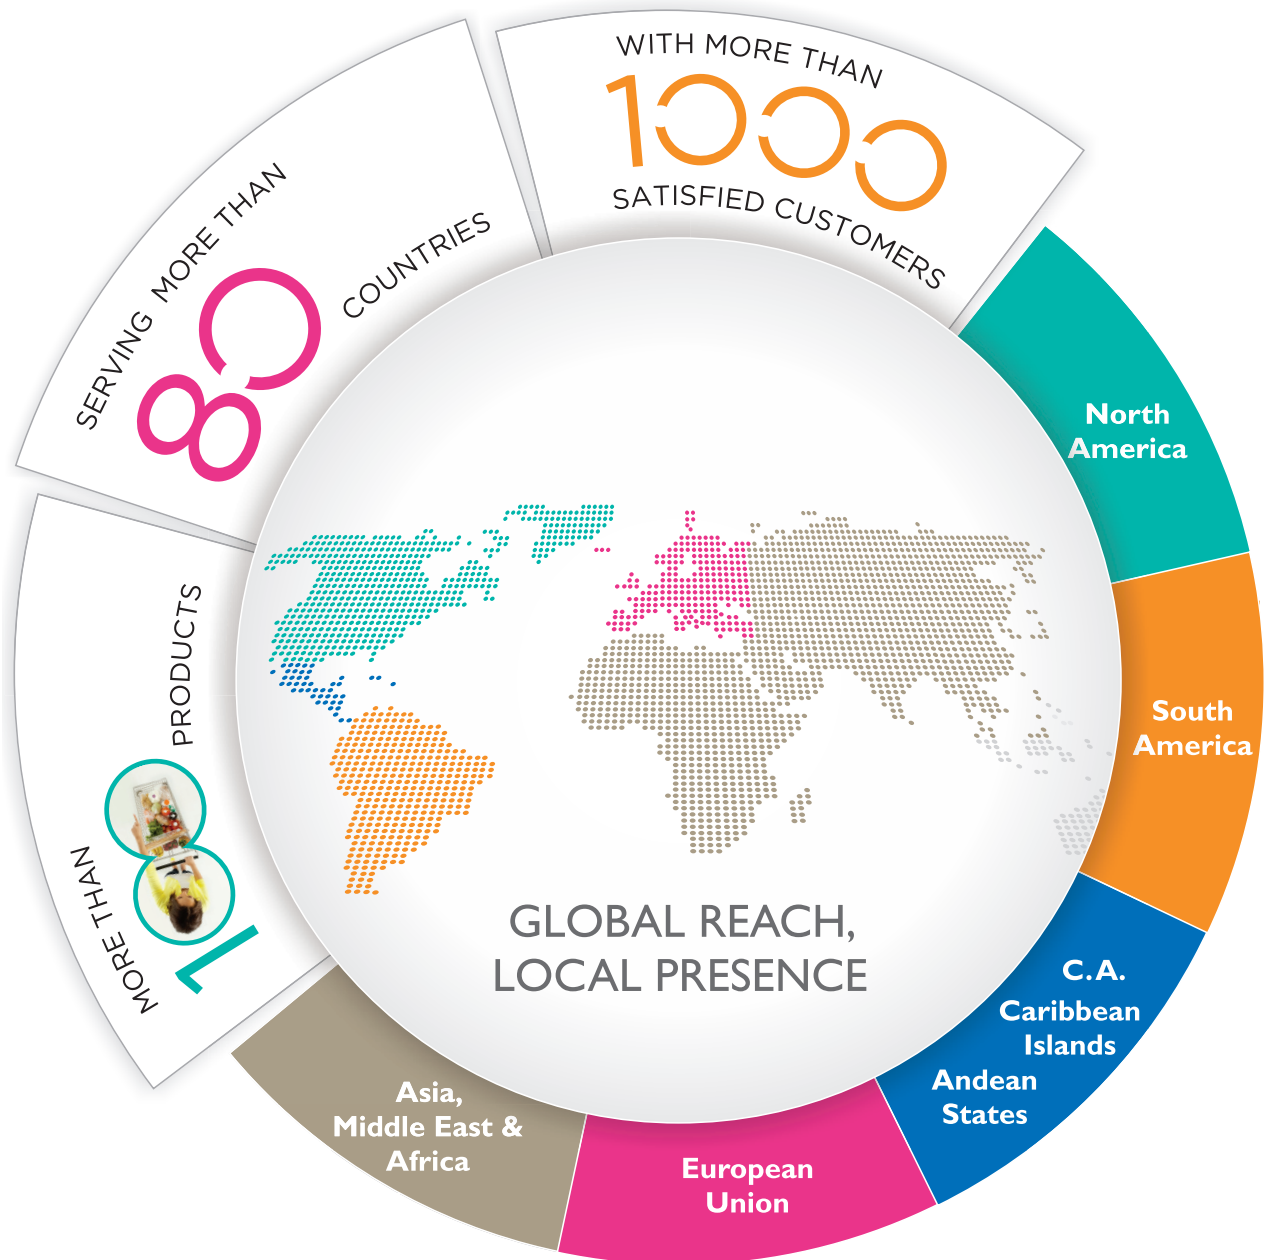 MORE THAN
100
PRODUCTS
SERVING MORE THAN
80
COUNTRIES
WITH MORE THAN
1000
SATISFIED CUSTOMERS
North
America
South
America
C.A.
Caribbean
Islands
Andean
States
European
Union
Asia,
Middle East &
Africa
GLOBAL REACH,
LOCAL PRESENCE